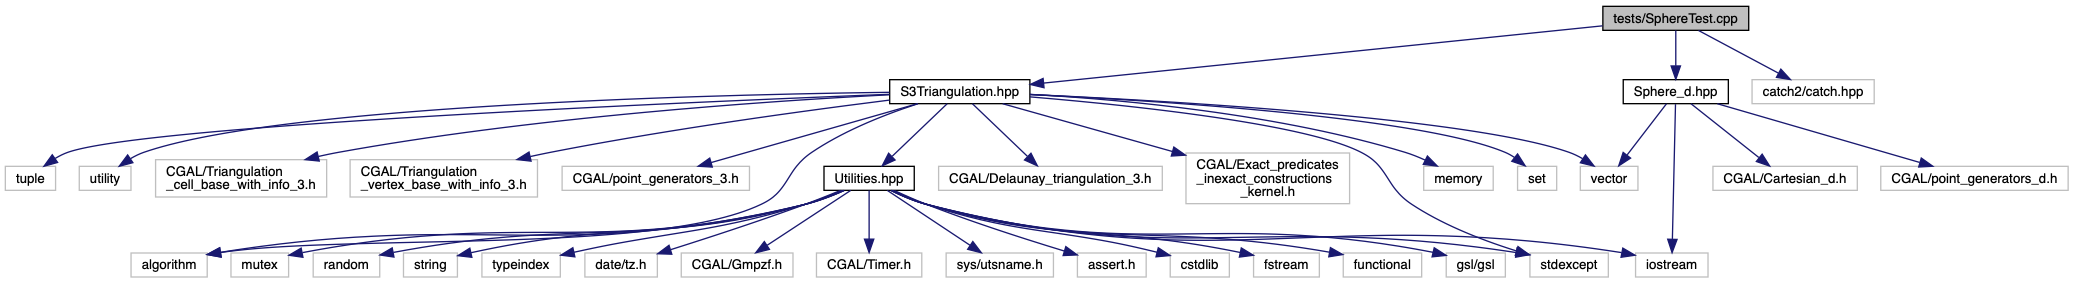 tests/SphereTest.cpp
S3Triangulation.hpp
Sphere_d.hpp
catch2/catch.hpp
tuple
utility
CGAL/Triangulation
_cell_base_with_info_3.h
CGAL/Triangulation
_vertex_base_with_info_3.h
CGAL/point_generators_3.h
Utilities.hpp
CGAL/Delaunay_triangulation_3.h
CGAL/Exact_predicates
_inexact_constructions
_kernel.h
memory
set
vector
CGAL/Cartesian_d.h
CGAL/point_generators_d.h
algorithm
mutex
random
string
typeindex
date/tz.h
CGAL/Gmpzf.h
CGAL/Timer.h
sys/utsname.h
assert.h
cstdlib
fstream
functional
gsl/gsl
stdexcept
iostream